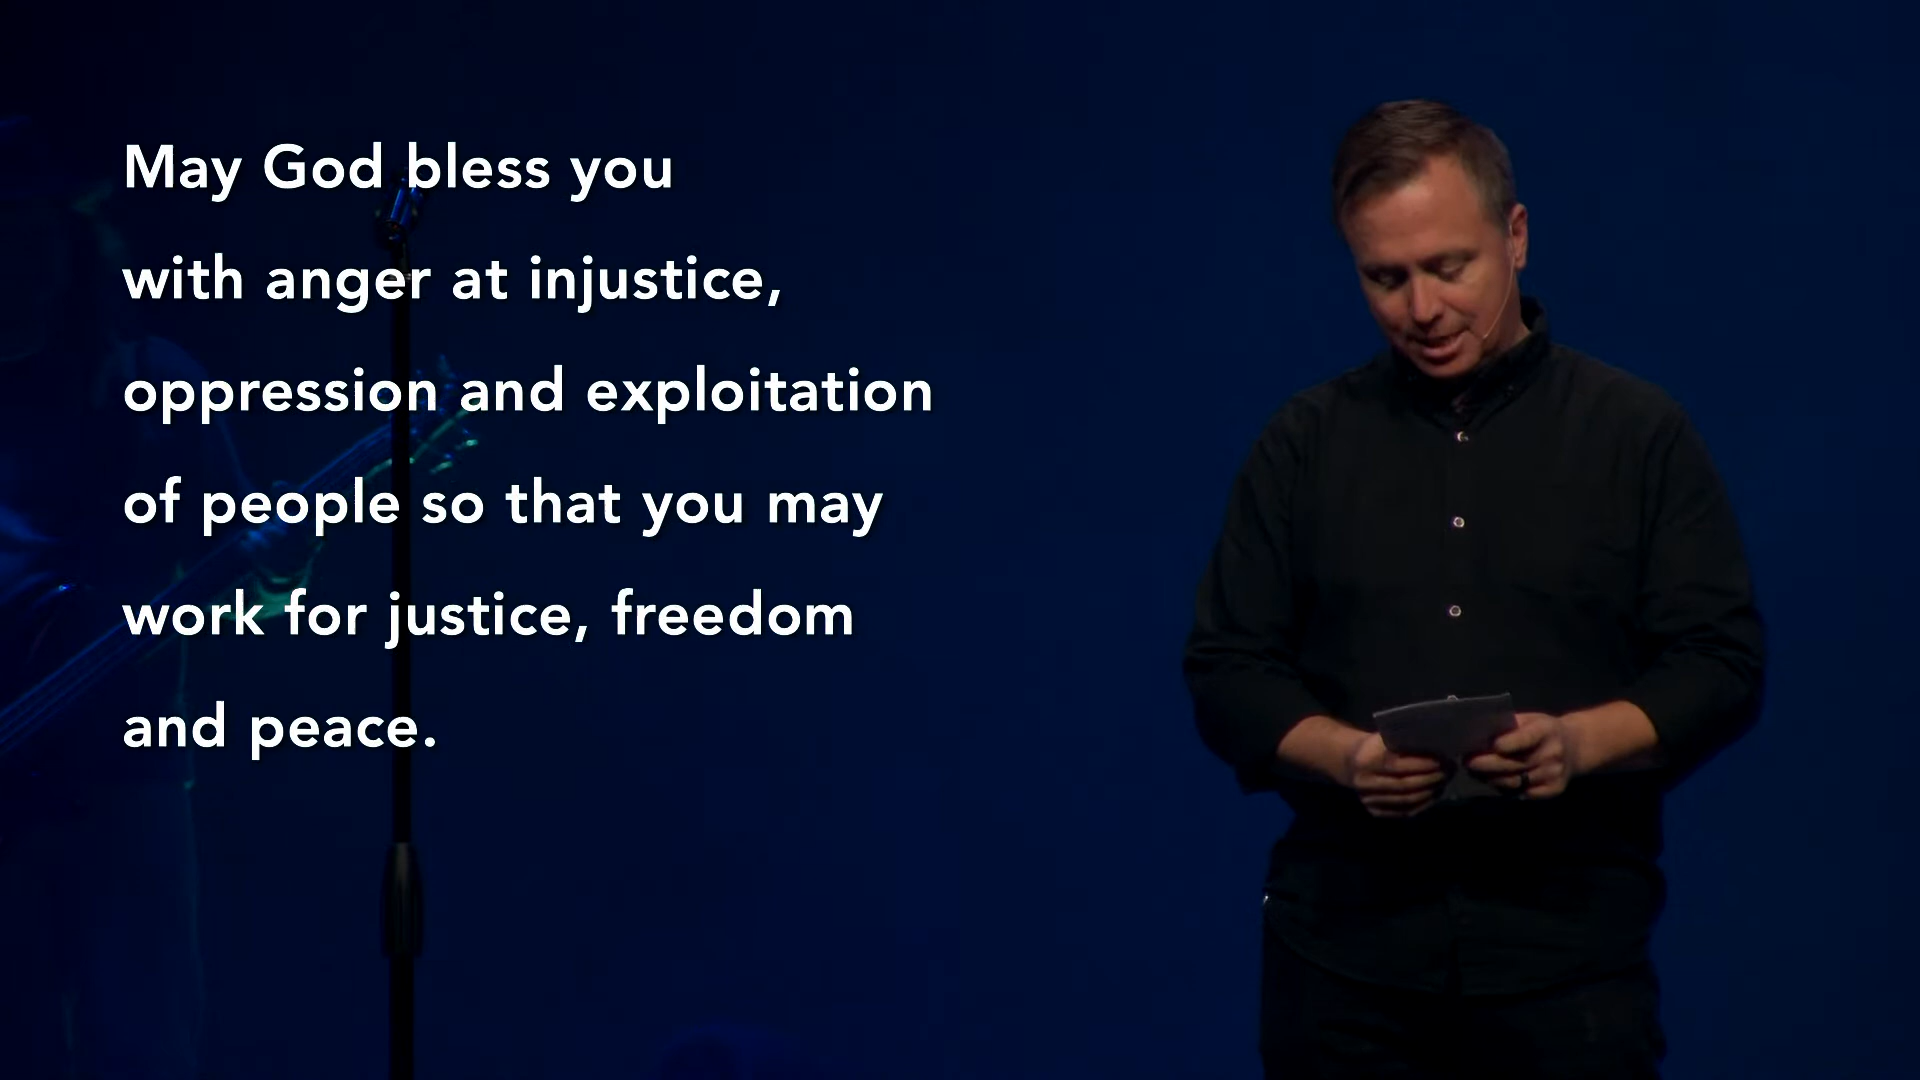 May God bless you
with anger at injustice,
oppression and exploitation
of people so that you may
work for justice, freedom
and peace.